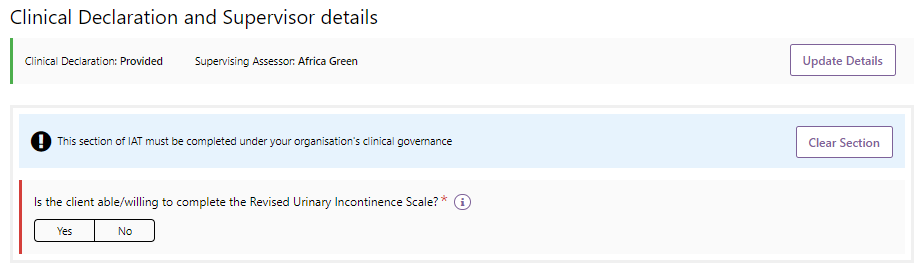 Clinical Declaration and Supervisor details
Clinical Declaration: Provided Supervising Assessor: Africa Green Update Details
This section of IAT must be completed under your organisation's clinical governance Clear Section
Is the client able/willing to complete the Revised Urinary Incontinence Scale? *
Yes No